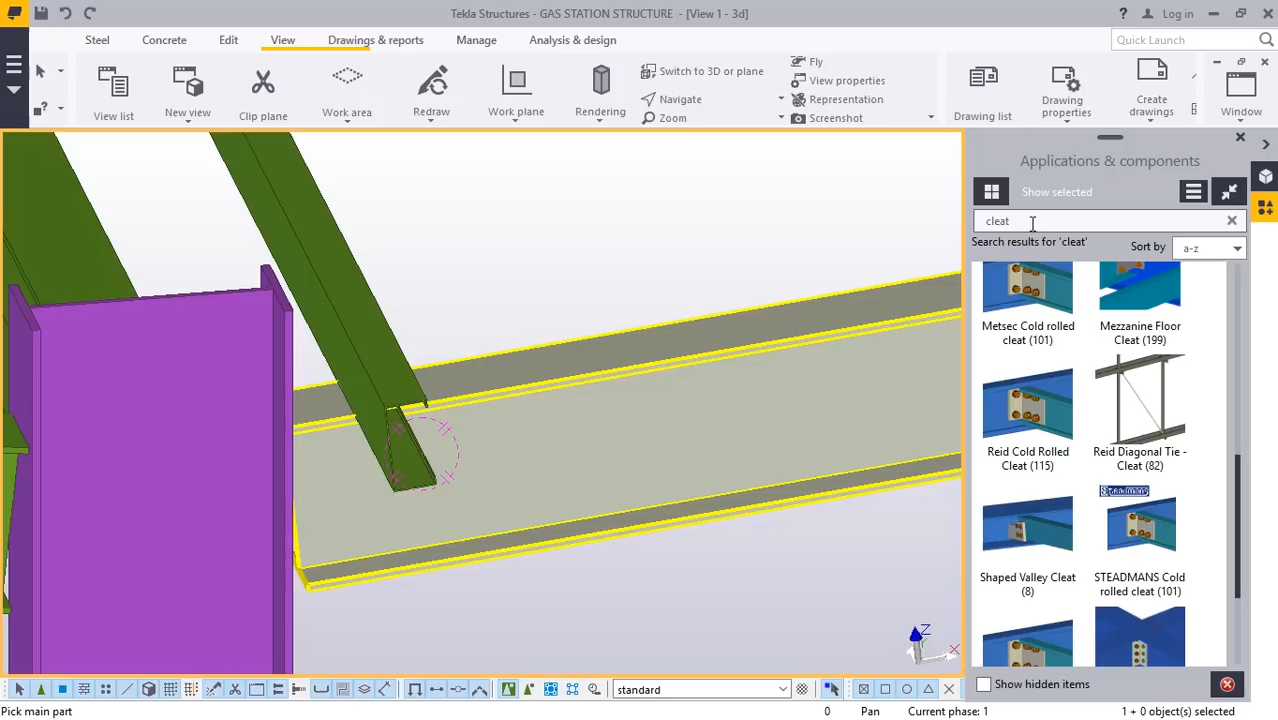 Tekla Structures - GAS STATION STRUCTURE - [View 1 - 3d]
Log in
Steel
Concrete
Edit
View
Drawings & reports
Manage
Analysis & design
Quick Launch
View list
New view
Clip plane
Work area
Redraw
Work plane
Rendering
Switch to 3D or plane
Navigate
Zoom
Fly
View properties
Representation
Screenshot
Drawing list
Drawing
properties
Create
drawings
Window
Applications & components
Show selected
cleat
Search results for 'cleat'
Sort by
a-z
Metsec Cold rolled
cleat (101)
Mezzanine Floor
Cleat (199)
Reid Cold Rolled
Cleat (115)
Reid Diagonal Tie -
Cleat (82)
Steadmans
Shaped Valley Cleat
(8)
STEADMANS Cold
rolled cleat (101)
Show hidden items
Z
X
standard
Pick main part
0
Pan
Current phase: 1
1 + 0 object(s) selected